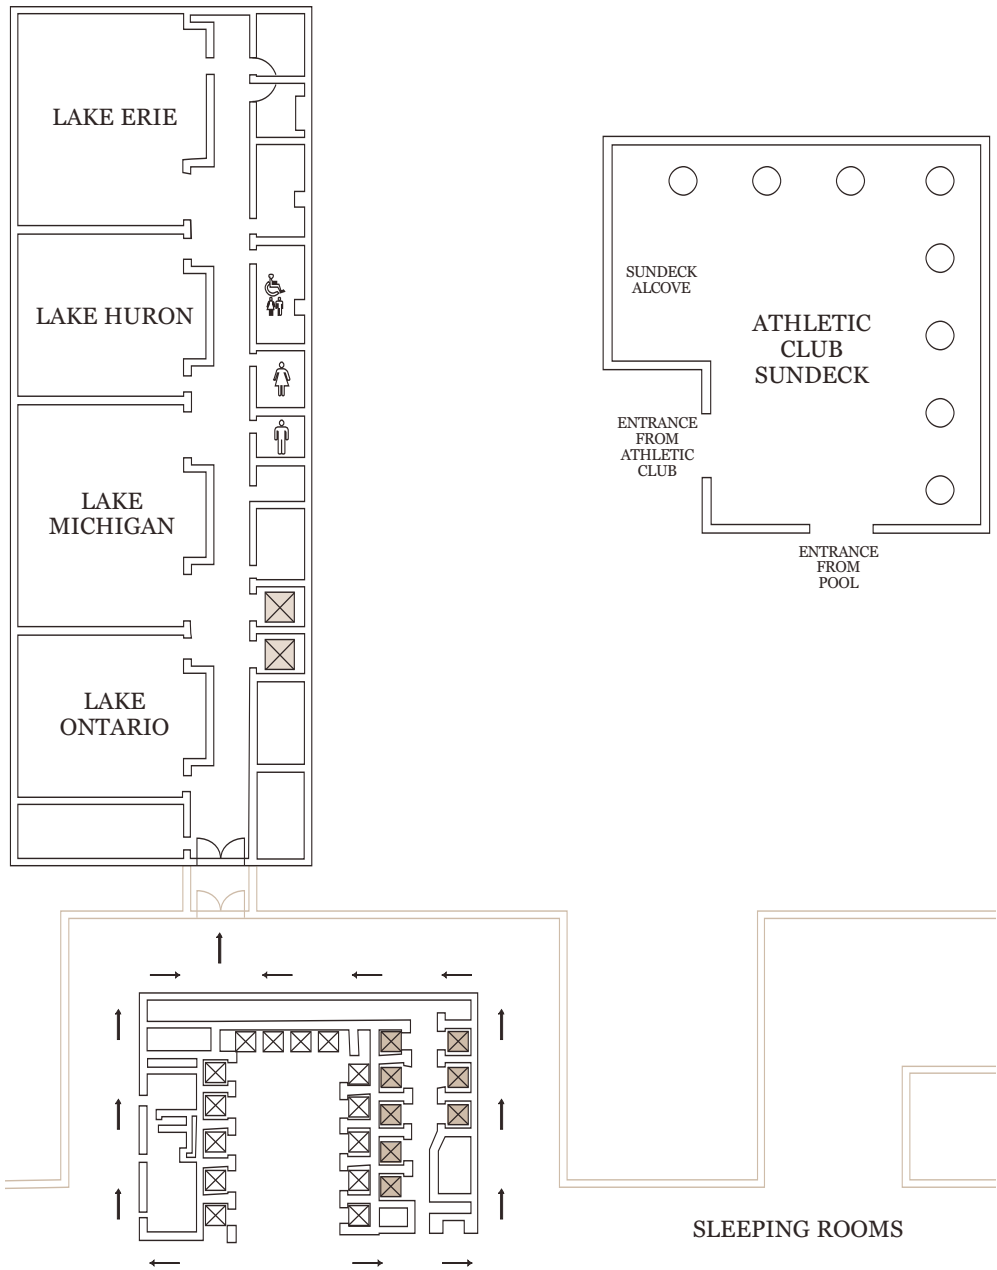 LAKE ERIE
LAKE HURON
LAKE
MICHIGAN
LAKE
ONTARIO
SUNDECK
ALCOVE
ATHLETIC
CLUB
SUNDECK
ENTRANCE
FROM
ATHLETIC
CLUB
ENTRANCE
FROM
POOL
SLEEPING ROOMS